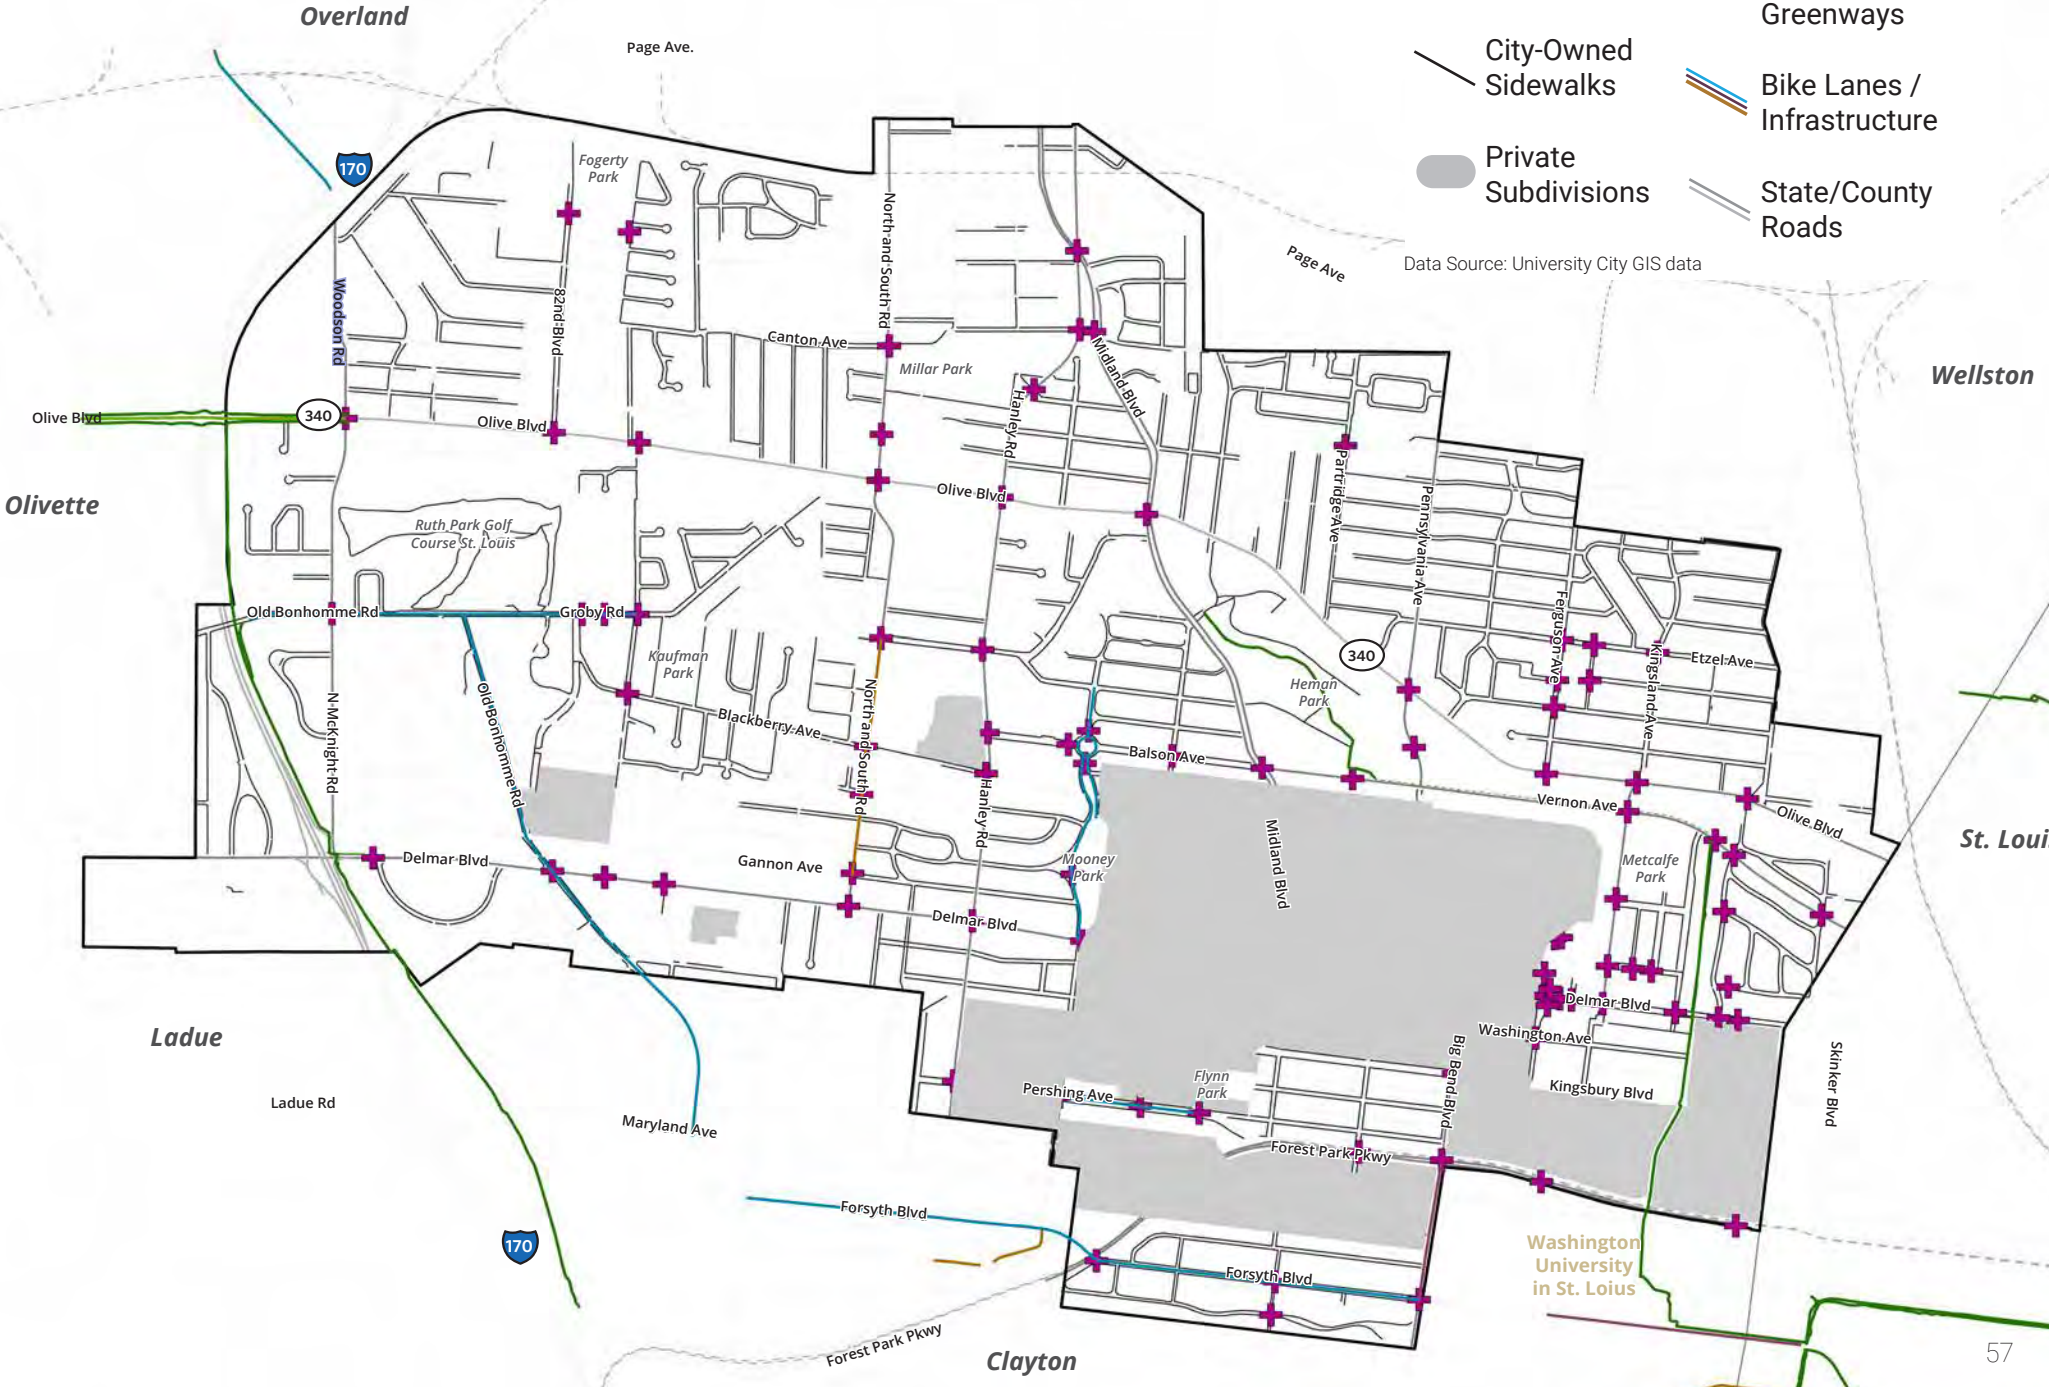 Overland
Page Ave.
Greenways
City-Owned
Sidewalks
Bike Lanes /
Infrastructure
Private
Subdivisions
State/County
Roads
Data Source: University City GIS data
170
Fogerty
Park
North and South Rd
Page Ave
Woodson Rd
82nd Blvd
Canton Ave
Millar Park
Midland Blvd
Wellston
Olive Blvd
340
Olive Blvd
Hanley Rd
Olivette
Olive Blvd
Partridge Ave
Pennsylvania Ave
Ruth Park Golf
Course St. Louis
Old Bonhomme Rd
Groby Rd
Ferguson Ave
340
Kingsland Ave
Etzel Ave
Kaufman
Park
Heman
Park
N McKnight Rd
Old Bonhomme Rd
Blackberry Ave
North and South Rd
Balson Ave
Hanley Rd
Vernon Ave
Olive Blvd
St. Loui
Midland Blvd
Delmar Blvd
Gannon Ave
Mooney
Park
Metcalfe
Park
Delmar Blvd
Delmar Blvd
Washington Ave
Ladue
Big Bend Blvd
Skinker Blvd
Flynn
Park
Pershing Ave
Kingsbury Blvd
Ladue Rd
Maryland Ave
Forest Park Pkwy
Forsyth Blvd
170
Washington
University
in St. Loius
Forsyth Blvd
Forest Park Pkwy
Clayton
57